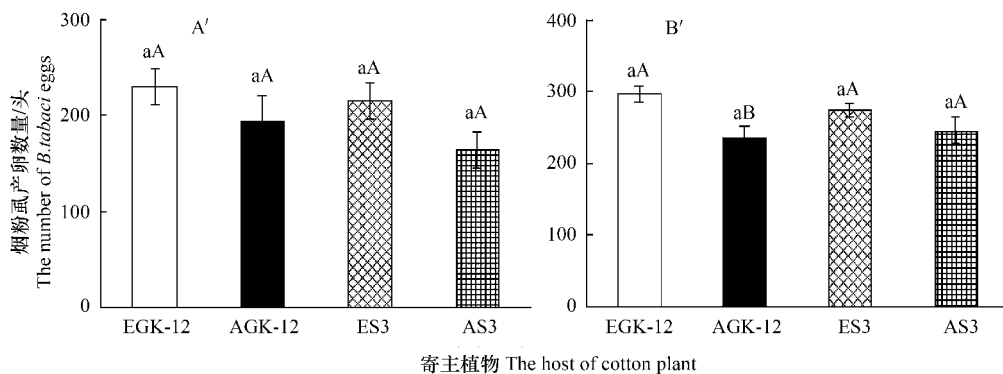 烟粉虱产卵数量/头
The number of B.tabaci eggs
A′
300
200
100
0
aA
aA
aA
aA
EGK-12 AGK-12 ES3 AS3
B′
400
300
200
100
0
aA
aB
aA
aA
EGK-12 AGK-12 ES3 AS3
寄主植物 The host of cotton plant